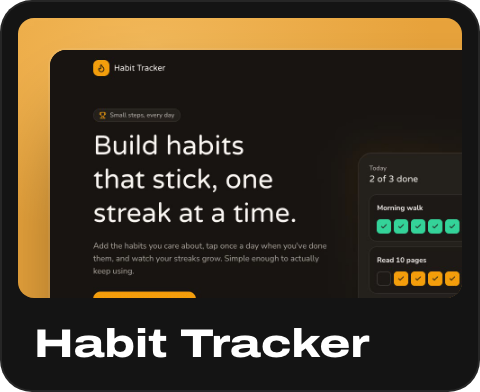 Habit Tracker
Small steps, every day
Build habits
that stick, one
streak at a time.
Add the habits you care about, tap once a day when you've done
them, and watch your streaks grow. Simple enough to actually
keep using.
Today
2 of 3 done
Morning walk
Read 10 pages
Habit Tracker